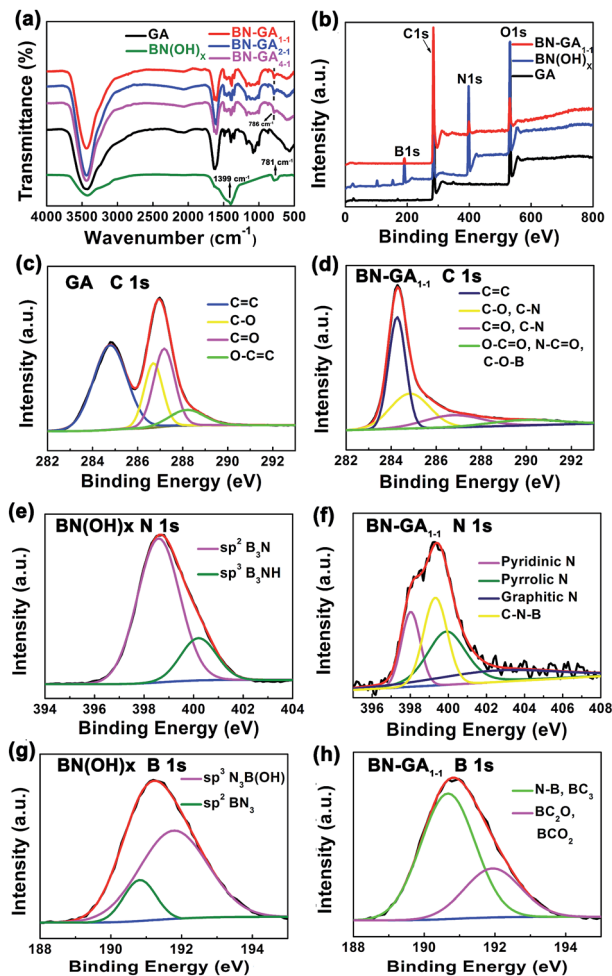 (a)
GA
BN(OH)x
BN-GA1-1
BN-GA2-1
BN-GA4-1
786 cm-1
781 cm-1
1399 cm-1
Transmittance (%)
4000 3500 3000 2500 2000 1500 1000 500
Wavenumber (cm-1)
(b)
C1s
O1s
N1s
B1s
BN-GA1-1
BN(OH)x
GA
Intensity (a.u.)
0 200 400 600 800
Binding Energy (eV)
(c)
GA C 1s
C=C
C-O
C=O
O-C=C
Intensity (a.u.)
282 284 286 288 290 292
Binding Energy (eV)
(d)
BN-GA1-1 C 1s
C=C
C-O, C-N
C=O, C-N
O-C=O, N-C=O,
C-O-B
Intensity (a.u.)
282 284 286 288 290 292
Binding Energy (eV)
(e)
BN(OH)x N 1s
sp2 B3N
sp3 B3NH
Intensity (a.u.)
394 396 398 400 402 404
Binding Energy (eV)
(f)
BN-GA1-1 N 1s
Pyridinic N
Pyrrolic N
Graphitic N
C-N-B
Intensity (a.u.)
396 398 400 402 404 406 408
Binding Energy (eV)
(g)
BN(OH)x B 1s
sp3 N3B(OH)
sp2 BN3
Intensity (a.u.)
188 190 192 194
Binding Energy (eV)
(h)
BN-GA1-1 B 1s
N-B, BC3
BC2O,
BCO2
Intensity (a.u.)
188 190 192 194
Binding Energy (eV)